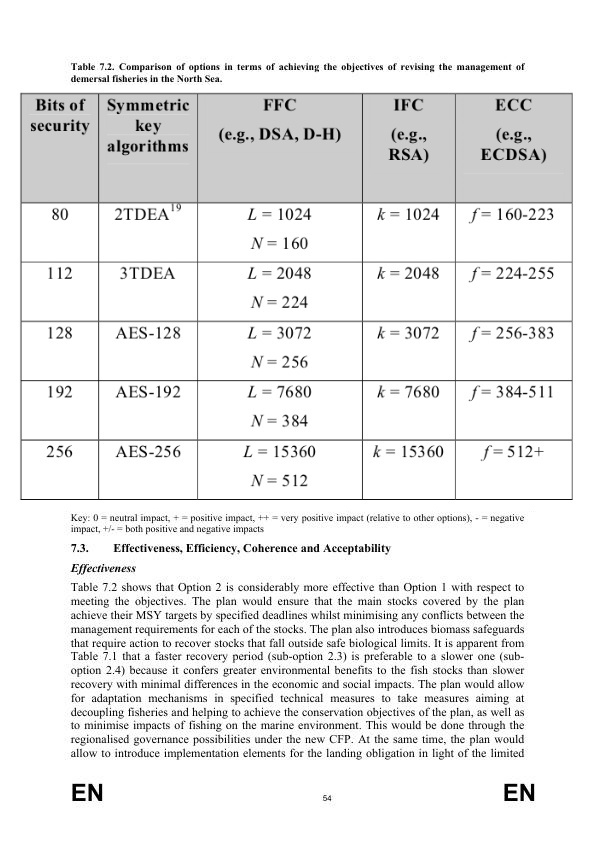 Table 7.2. Comparison of options in terms of achieving the objectives of revising the management of
demersal fisheries in the North Sea.
Bits of security | Symmetric key algorithms | FFC (e.g., DSA, D-H) | IFC (e.g., RSA) | ECC (e.g., ECDSA)
80 | 2TDEA19 | L = 1024 N = 160 | k = 1024 | f = 160-223
112 | 3TDEA | L = 2048 N = 224 | k = 2048 | f = 224-255
128 | AES-128 | L = 3072 N = 256 | k = 3072 | f = 256-383
192 | AES-192 | L = 7680 N = 384 | k = 7680 | f = 384-511
256 | AES-256 | L = 15360 N = 512 | k = 15360 | f = 512+
Key: 0 = neutral impact, + = positive impact, ++ = very positive impact (relative to other options), - = negative
impact, +/- = both positive and negative impacts
7.3. Effectiveness, Efficiency, Coherence and Acceptability
Effectiveness
Table 7.2 shows that Option 2 is considerably more effective than Option 1 with respect to
meeting the objectives. The plan would ensure that the main stocks covered by the plan
achieve their MSY targets by specified deadlines whilst minimising any conflicts between the
management requirements for each of the stocks. The plan also introduces biomass safeguards
that require action to recover stocks that fall outside safe biological limits. It is apparent from
Table 7.1 that a faster recovery period (sub-option 2.3) is preferable to a slower one (sub-
option 2.4) because it confers greater environmental benefits to the fish stocks than slower
recovery with minimal differences in the economic and social impacts. The plan would allow
for adaptation mechanisms in specified technical measures to take measures aiming at
decoupling fisheries and helping to achieve the conservation objectives of the plan, as well as
to minimise impacts of fishing on the marine environment. This would be done through the
regionalised governance possibilities under the new CFP. At the same time, the plan would
allow to introduce implementation elements for the landing obligation in light of the limited
EN 54 EN